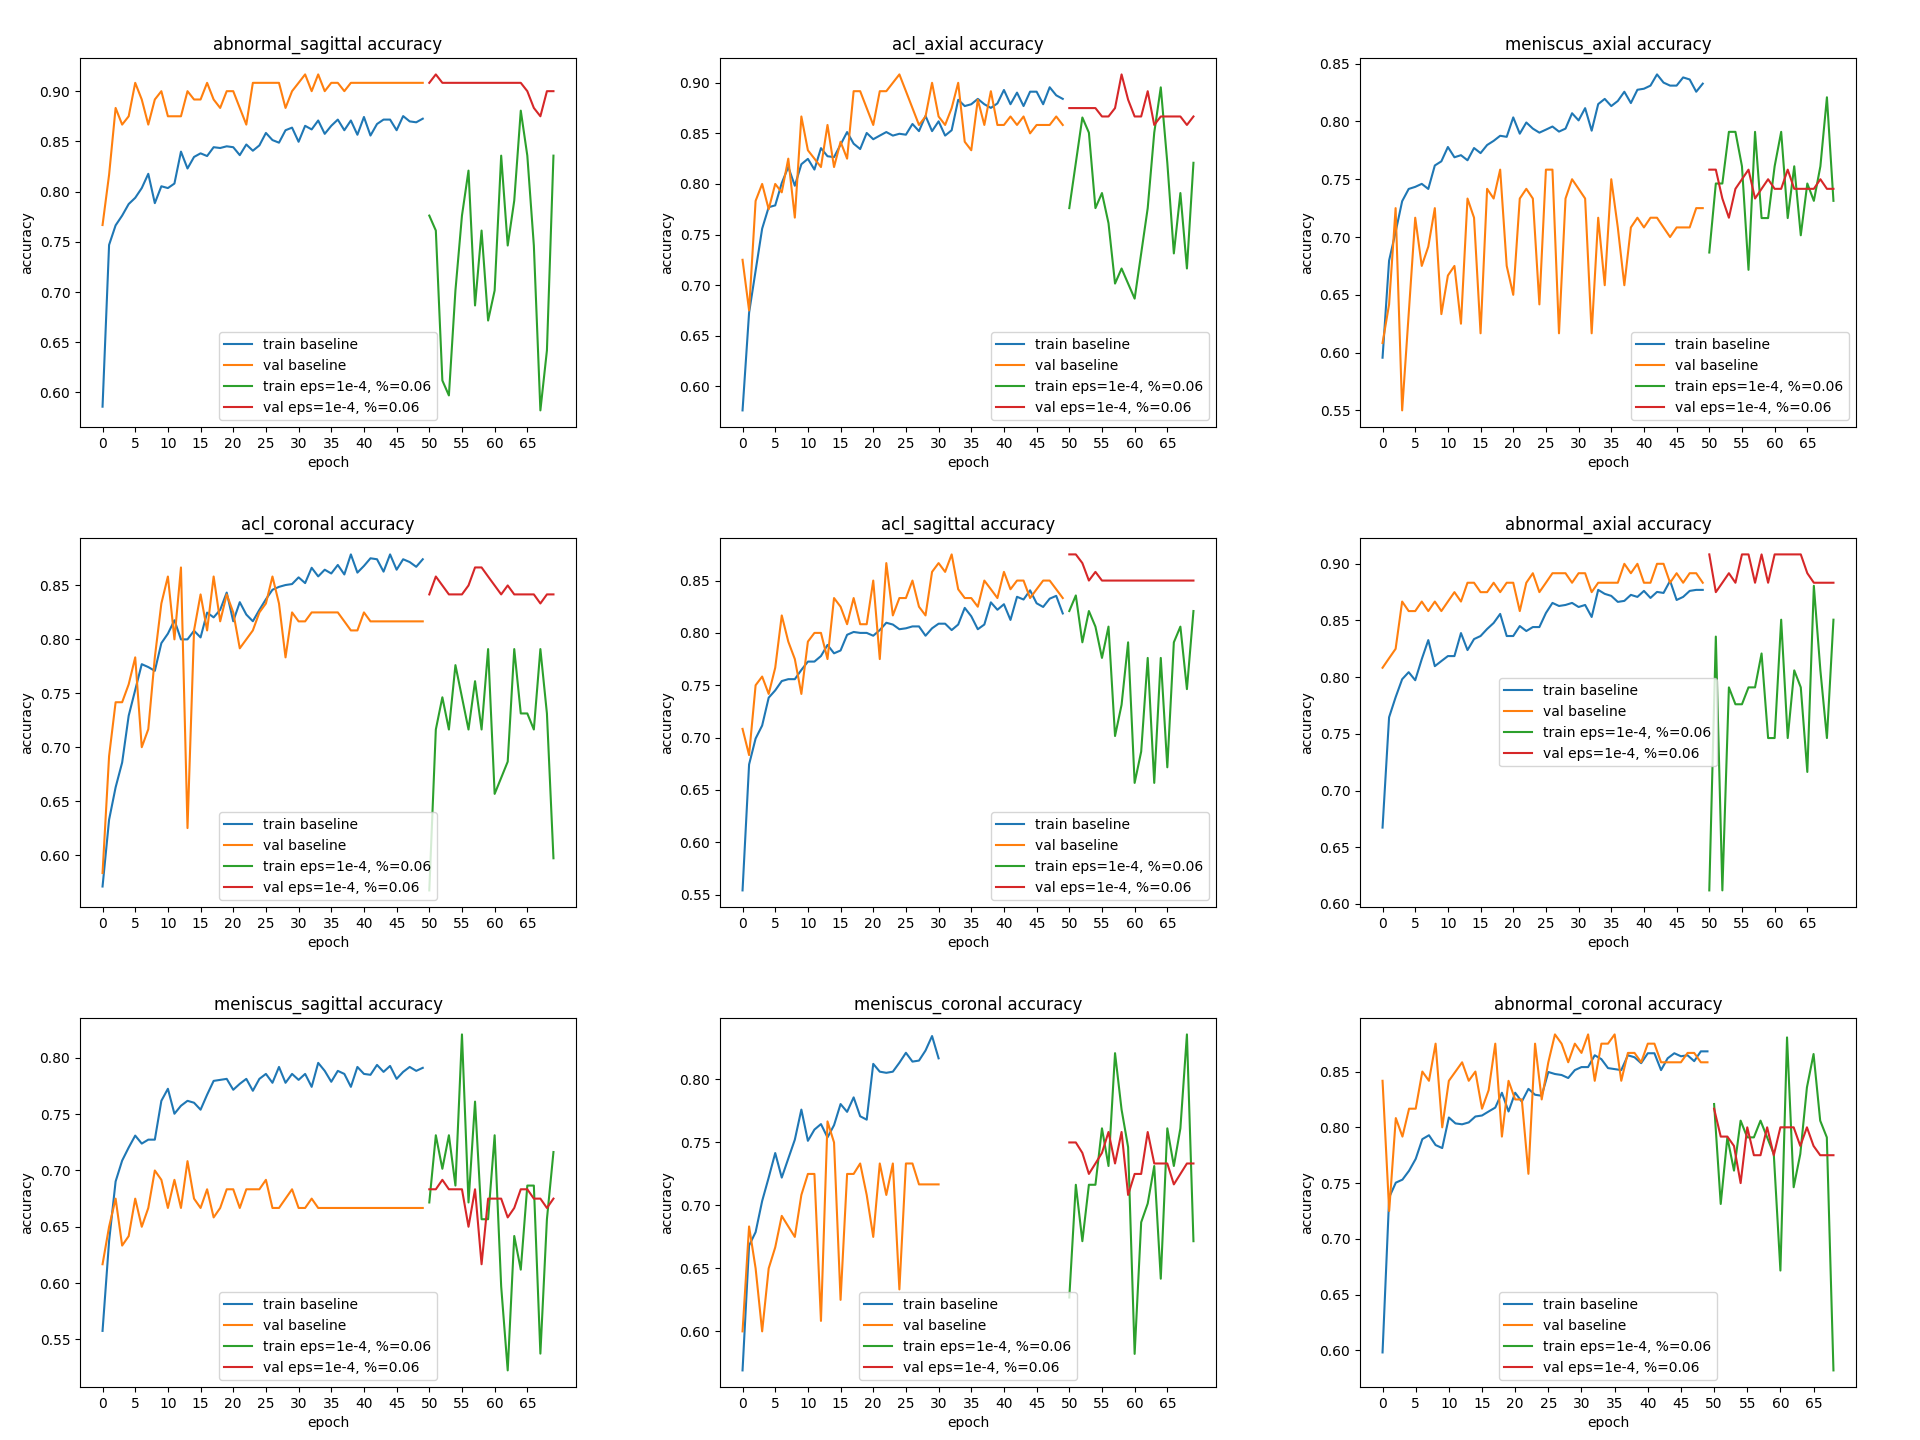 abnormal_sagittal accuracy
accuracy
0.90
0.85
0.80
0.75
0.70
0.65
0.60
train baseline
val baseline
train eps=1e-4, %=0.06
val eps=1e-4, %=0.06
0 5 10 15 20 25 30 35 40 45 50 55 60 65
epoch
acl_axial accuracy
accuracy
0.90
0.85
0.80
0.75
0.70
0.65
0.60
train baseline
val baseline
train eps=1e-4, %=0.06
val eps=1e-4, %=0.06
0 5 10 15 20 25 30 35 40 45 50 55 60 65
epoch
meniscus_axial accuracy
accuracy
0.85
0.80
0.75
0.70
0.65
0.60
0.55
train baseline
val baseline
train eps=1e-4, %=0.06
val eps=1e-4, %=0.06
0 5 10 15 20 25 30 35 40 45 50 55 60 65
epoch
acl_coronal accuracy
accuracy
0.85
0.80
0.75
0.70
0.65
0.60
train baseline
val baseline
train eps=1e-4, %=0.06
val eps=1e-4, %=0.06
0 5 10 15 20 25 30 35 40 45 50 55 60 65
epoch
acl_sagittal accuracy
accuracy
0.85
0.80
0.75
0.70
0.65
0.60
0.55
train baseline
val baseline
train eps=1e-4, %=0.06
val eps=1e-4, %=0.06
0 5 10 15 20 25 30 35 40 45 50 55 60 65
epoch
abnormal_axial accuracy
accuracy
0.90
0.85
0.80
0.75
0.70
0.65
0.60
train baseline
val baseline
train eps=1e-4, %=0.06
val eps=1e-4, %=0.06
0 5 10 15 20 25 30 35 40 45 50 55 60 65
epoch
meniscus_sagittal accuracy
accuracy
0.80
0.75
0.70
0.65
0.60
0.55
train baseline
val baseline
train eps=1e-4, %=0.06
val eps=1e-4, %=0.06
0 5 10 15 20 25 30 35 40 45 50 55 60 65
epoch
meniscus_coronal accuracy
accuracy
0.80
0.75
0.70
0.65
0.60
train baseline
val baseline
train eps=1e-4, %=0.06
val eps=1e-4, %=0.06
0 5 10 15 20 25 30 35 40 45 50 55 60 65
epoch
abnormal_coronal accuracy
accuracy
0.85
0.80
0.75
0.70
0.65
0.60
train baseline
val baseline
train eps=1e-4, %=0.06
val eps=1e-4, %=0.06
0 5 10 15 20 25 30 35 40 45 50 55 60 65
epoch